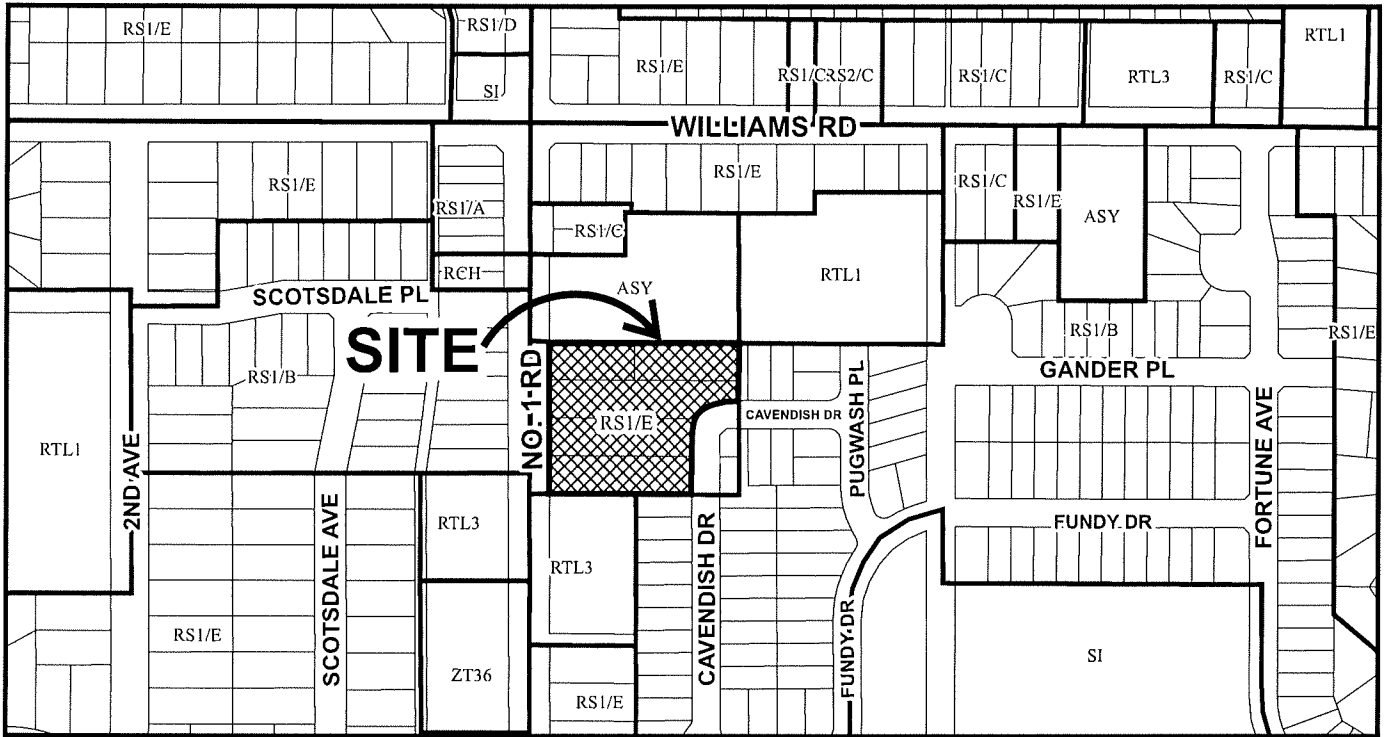 RS1/E
RS1/D
SI
RS1/E
RS1/C
RS2/C
RS1/C
RTL3
RS1/C
RTL1
WILLIAMS RD
RS1/E
RS1/A
RCH
RS1/E
RS1/C
ASY
RTL1
RS1/C
RS1/E
ASY
RS1/E
SCOTSDALE PL
SITE
RS1/B
RS1/B
GANDER PL
NO. 1 RD
RS1/E
CAVENDISH DR
PUGWASH PL
FORTUNE AVE
RTL1
2ND AVE
SCOTSDALE AVE
RTL3
RTL3
CAVENDISH DR
FUNDY DR
FUNDY DR
RS1/E
ZT36
RS1/E
SI